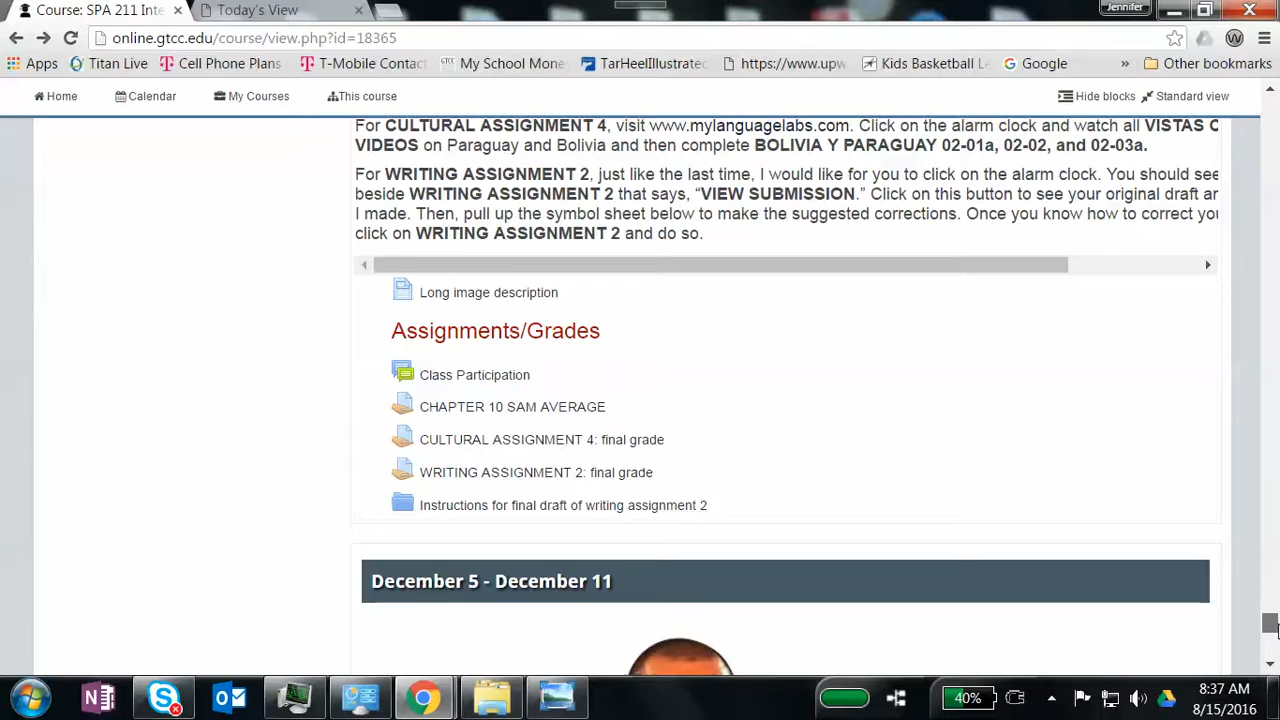 Jennifer
Course: SPA 211 Inte
Today's View
online.gtcc.edu/course/view.php?id=18365
Apps Titan Live Cell Phone Plans T-Mobile Contac My School Mone TarHeelIllustrated https://www.upw Kids Basketball Le Google » Other bookmarks
Home Calendar My Courses This course Hide blocks Standard view
For CULTURAL ASSIGNMENT 4, visit www.mylanguagelabs.com. Click on the alarm clock and watch all VISTAS C
VIDEOS on Paraguay and Bolivia and then complete BOLIVIA Y PARAGUAY 02-01a, 02-02, and 02-03a.
For WRITING ASSIGNMENT 2, just like the last time, I would like for you to click on the alarm clock. You should see
beside WRITING ASSIGNMENT 2 that says, “VIEW SUBMISSION.” Click on this button to see your original draft ar
I made. Then, pull up the symbol sheet below to make the suggested corrections. Once you know how to correct you
click on WRITING ASSIGNMENT 2 and do so.
Long image description
Assignments/Grades
Class Participation
CHAPTER 10 SAM AVERAGE
CULTURAL ASSIGNMENT 4: final grade
WRITING ASSIGNMENT 2: final grade
Instructions for final draft of writing assignment 2
December 5 - December 11
40%
8:37 AM
8/15/2016